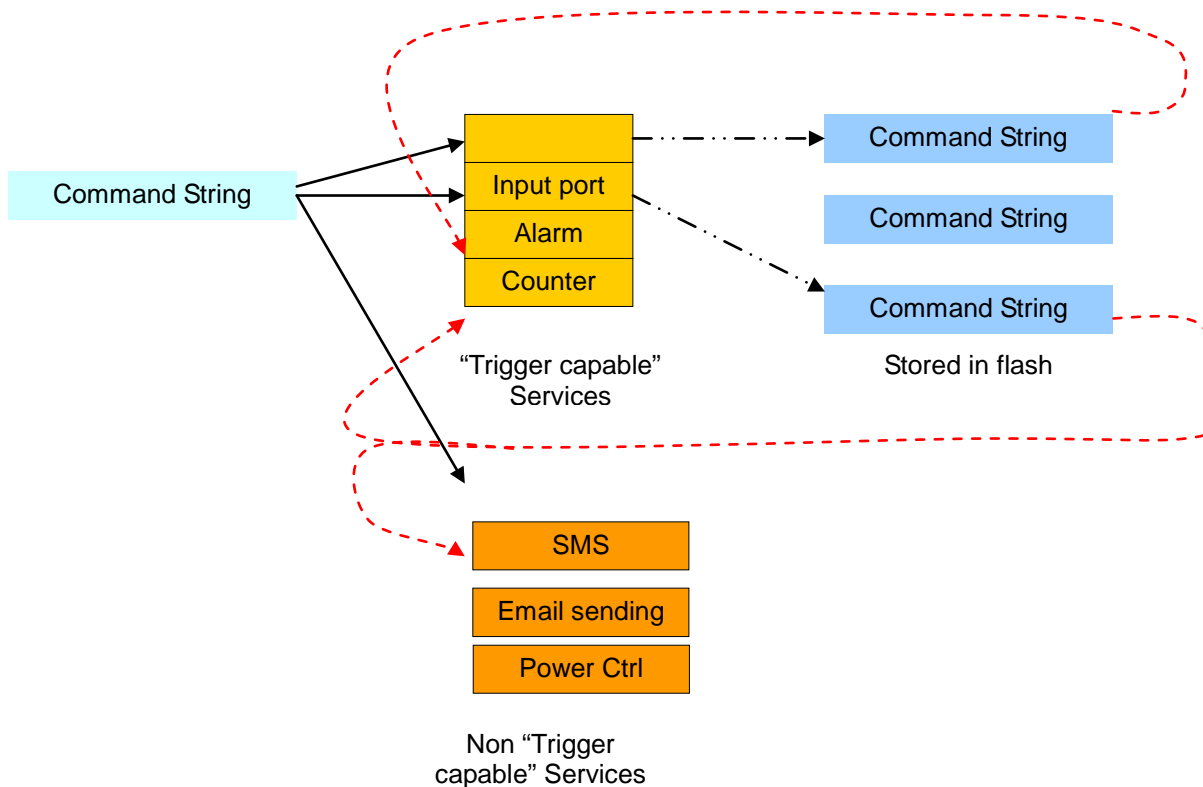 Command String
Input port
Alarm
Counter
“Trigger capable”
Services
Command String
Command String
Command String
Stored in flash
SMS
Email sending
Power Ctrl
Non “Trigger
capable” Services